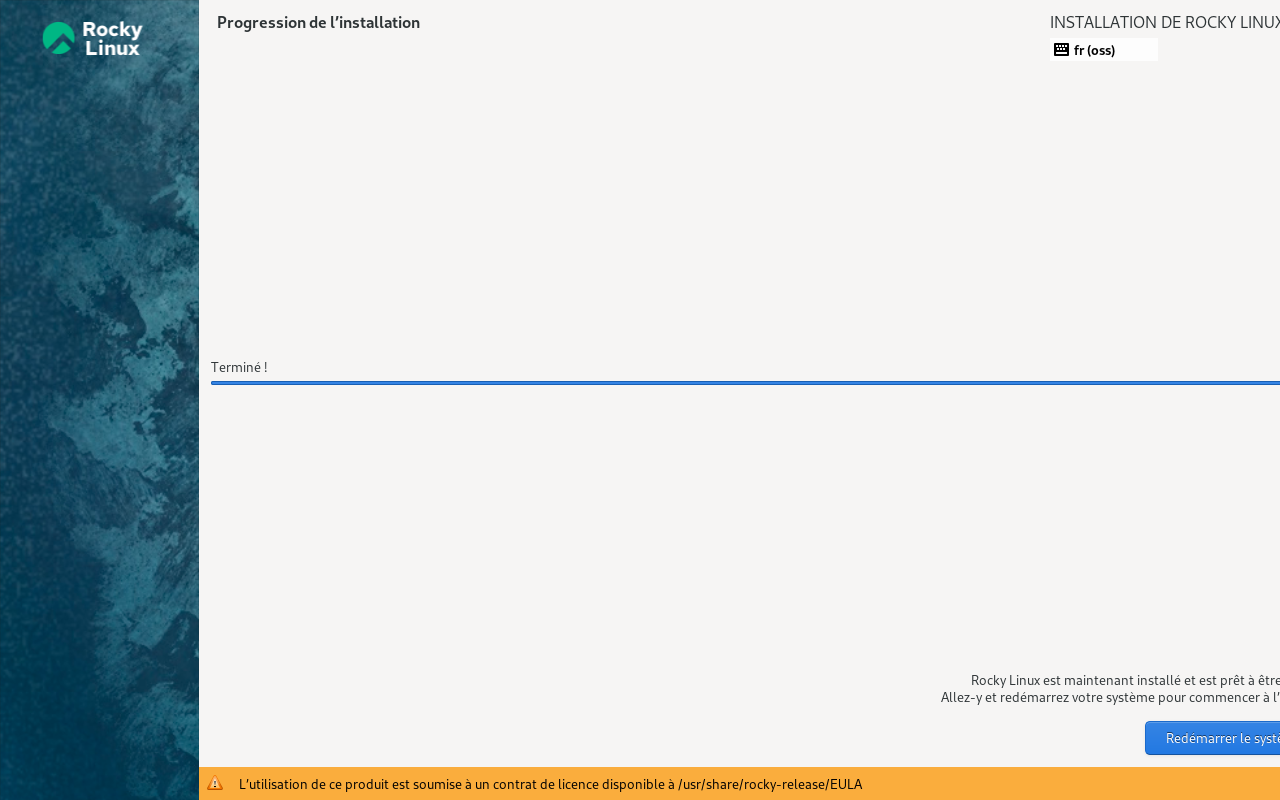 Rocky
Linux
Progression de l’installation
INSTALLATION DE ROCKY LINUX
fr (oss)
Terminé !
Rocky Linux est maintenant installé et est prêt à être
Allez-y et redémarrez votre système pour commencer à l’
Redémarrer le systè
L’utilisation de ce produit est soumise à un contrat de licence disponible à /usr/share/rocky-release/EULA